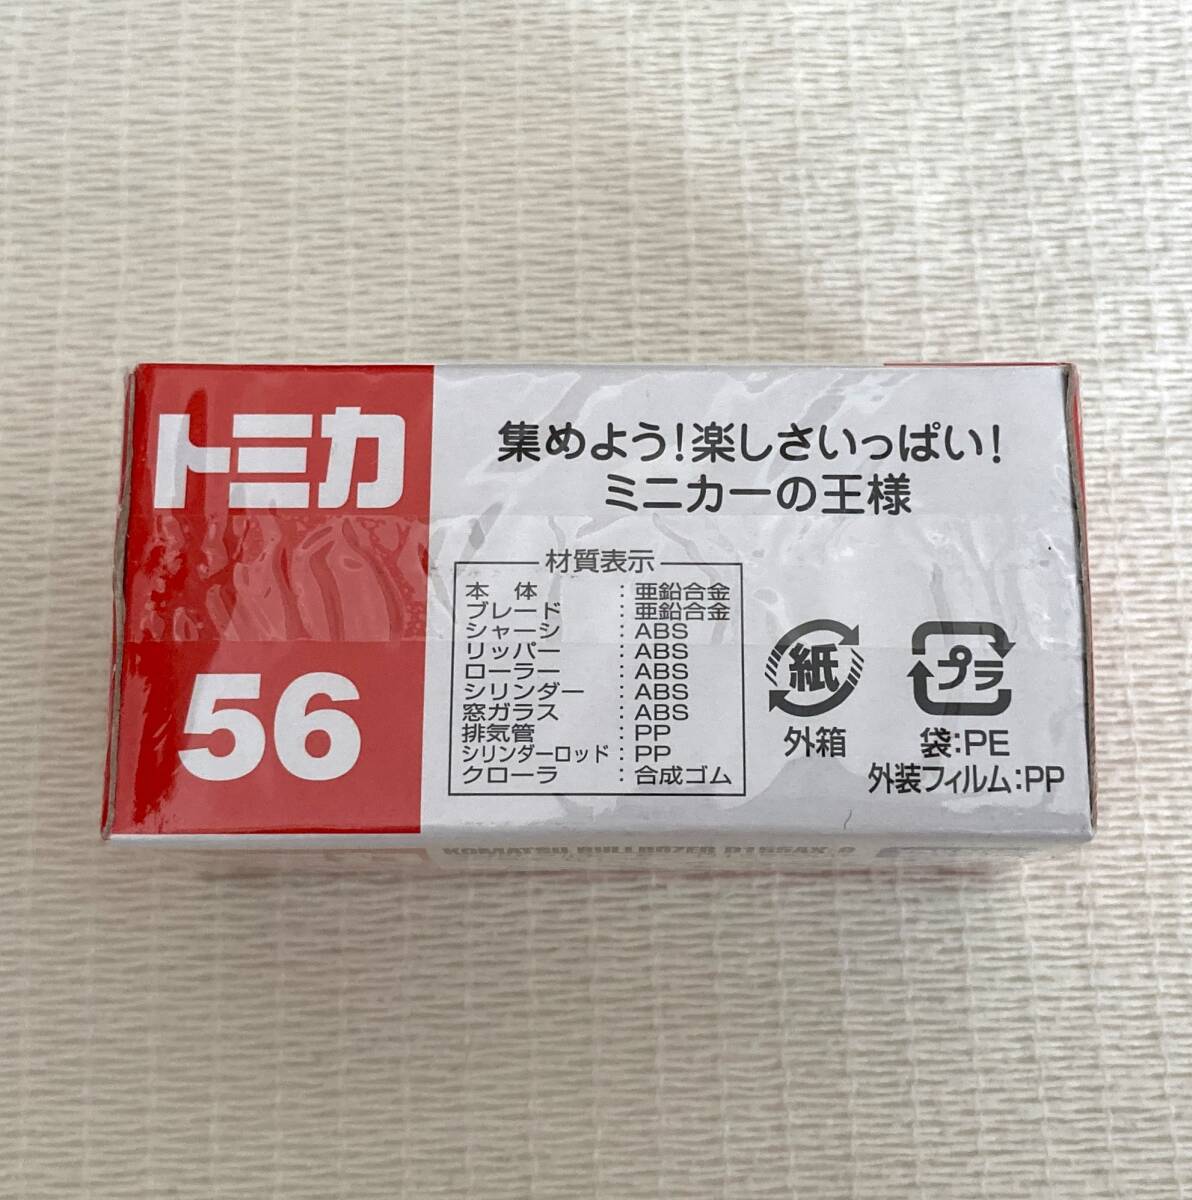 トミカ
56
集めよう!楽しさいっぱい!
ミニカーの王様
材質表示
本体:亜鉛合金
ブレード:亜鉛合金
シャーシ:ABS
リッパー:ABS
ローラー:ABS
シリンダー:ABS
窓ガラス:ABS
排気管:PP
シリンダーロッド:PP
クローラ:合成ゴム
紙
外箱
プラ
袋:PE
外装フィルム:PP
KOMATSU BULLDOZER D155AX-6